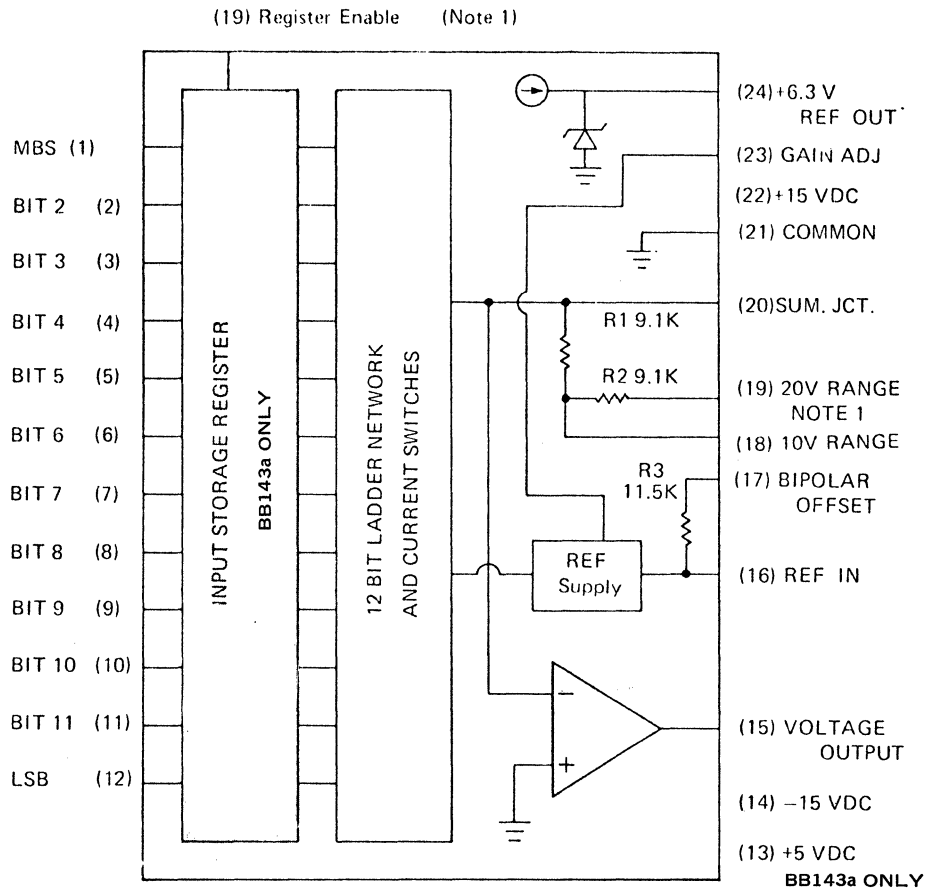 (19) Register Enable (Note 1)
MBS (1)
BIT 2 (2)
BIT 3 (3)
BIT 4 (4)
BIT 5 (5)
BIT 6 (6)
BIT 7 (7)
BIT 8 (8)
BIT 9 (9)
BIT 10 (10)
BIT 11 (11)
LSB (12)
INPUT STORAGE REGISTER
BB143a ONLY
12 BIT LADDER NETWORK
AND CURRENT SWITCHES
R1 9.1K
R2 9.1K
R3
11.5K
REF
Supply
−
+
(24) +6.3 V
REF OUT
(23) GAIN ADJ
(22) +15 VDC
(21) COMMON
(20) SUM. JCT.
(19) 20V RANGE
NOTE 1
(18) 10V RANGE
(17) BIPOLAR
OFFSET
(16) REF IN
(15) VOLTAGE
OUTPUT
(14) −15 VDC
(13) +5 VDC
BB143a ONLY